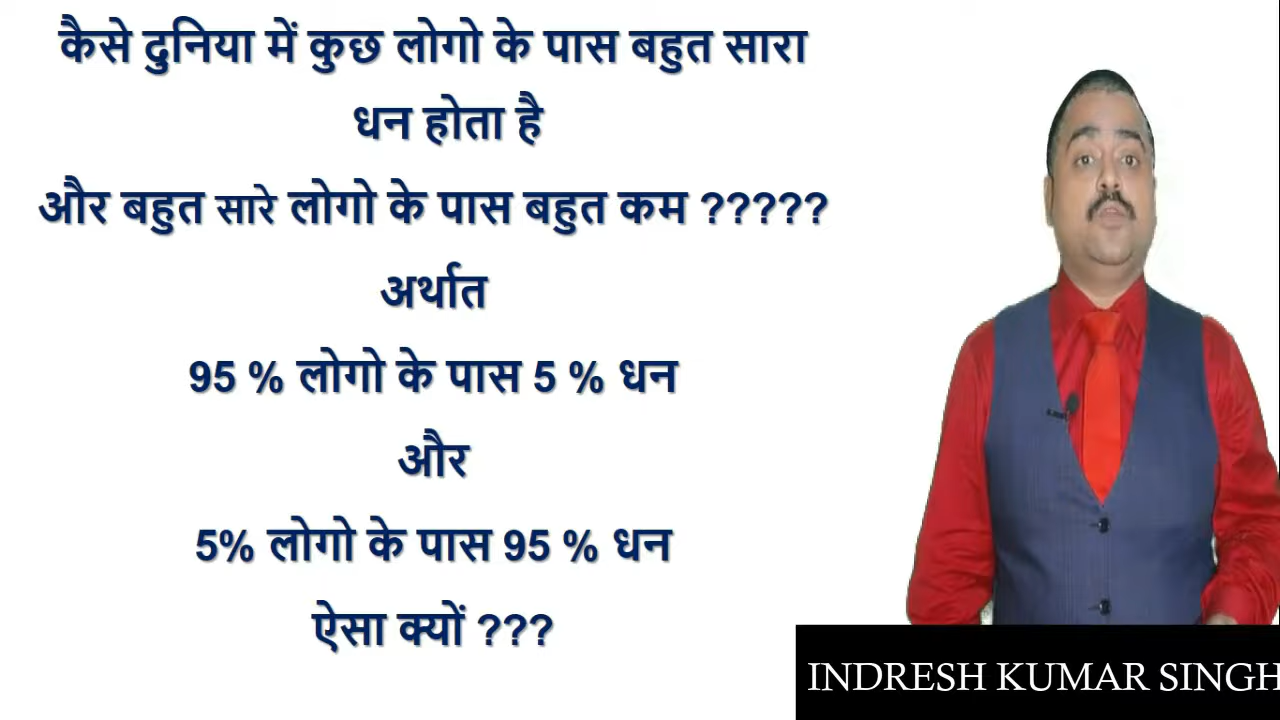 कैसे दुनिया में कुछ लोगो के पास बहुत सारा
धन होता है
और बहुत सारे लोगो के पास बहुत कम ?????
अर्थात
95 % लोगो के पास 5 % धन
और
5% लोगो के पास 95 % धन
ऐसा क्यों ???
INDRESH KUMAR SINGH